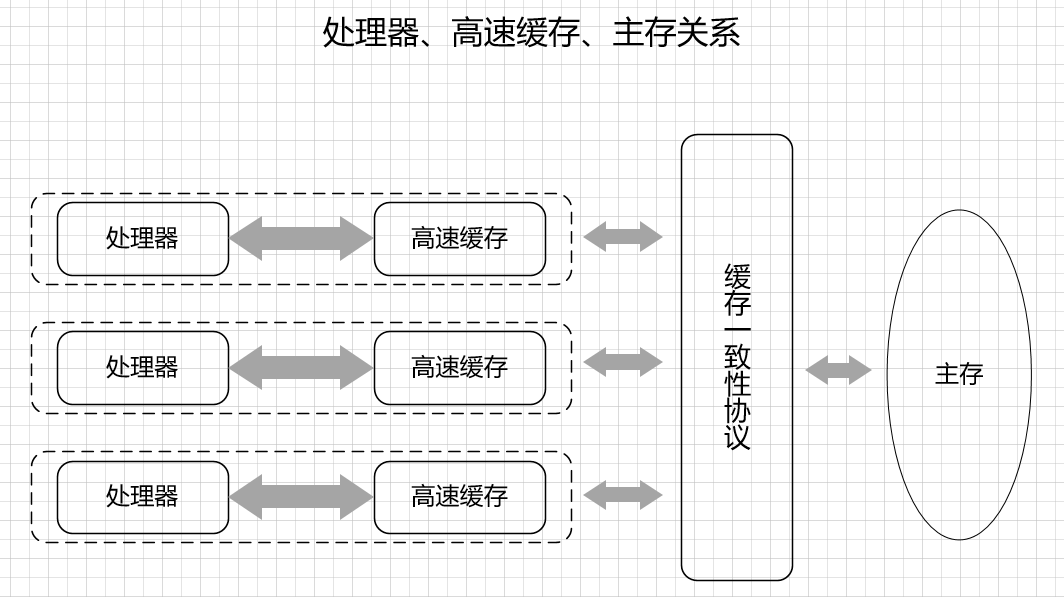 处理器、高速缓存、主存关系
处理器
高速缓存
处理器
高速缓存
处理器
高速缓存
缓存一致性协议
主存